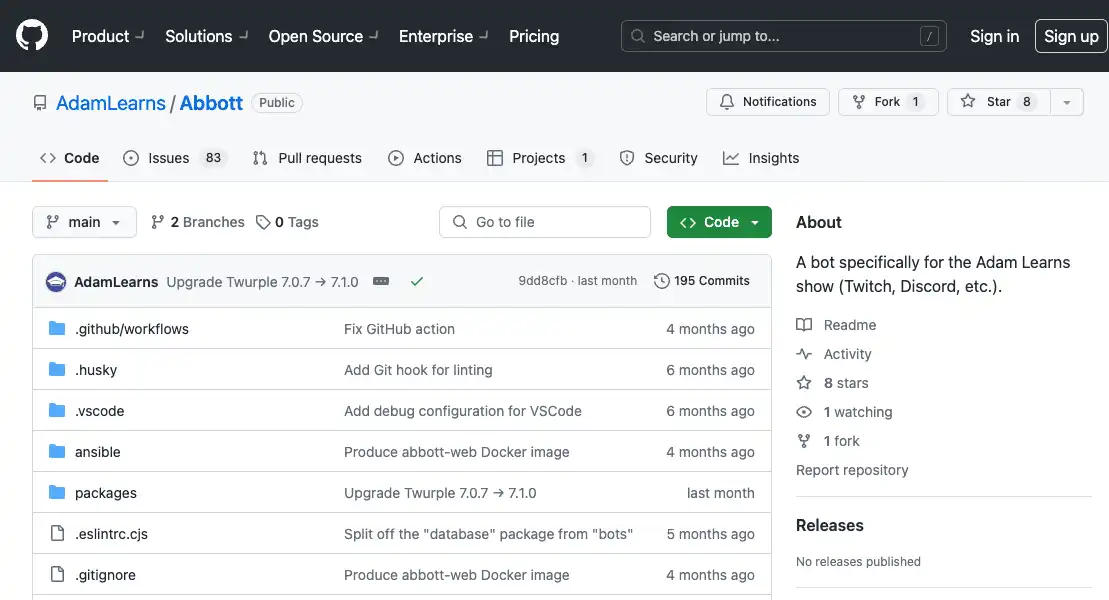 Product Solutions Open Source Enterprise Pricing Search or jump to... / Sign in Sign up
AdamLearns / Abbott Public Notifications Fork 1 Star 8
Code Issues 83 Pull requests Actions Projects 1 Security Insights
main 2 Branches 0 Tags Go to file Code
AdamLearns Upgrade Twurple 7.0.7 → 7.1.0 9dd8cfb · last month 195 Commits
.github/workflows Fix GitHub action 4 months ago
.husky Add Git hook for linting 6 months ago
.vscode Add debug configuration for VSCode 6 months ago
ansible Produce abbott-web Docker image 4 months ago
packages Upgrade Twurple 7.0.7 → 7.1.0 last month
.eslintrc.cjs Split off the "database" package from "bots" 5 months ago
.gitignore Produce abbott-web Docker image 4 months ago
About
A bot specifically for the Adam Learns
show (Twitch, Discord, etc.).
Readme
Activity
8 stars
1 watching
1 fork
Report repository
Releases
No releases published